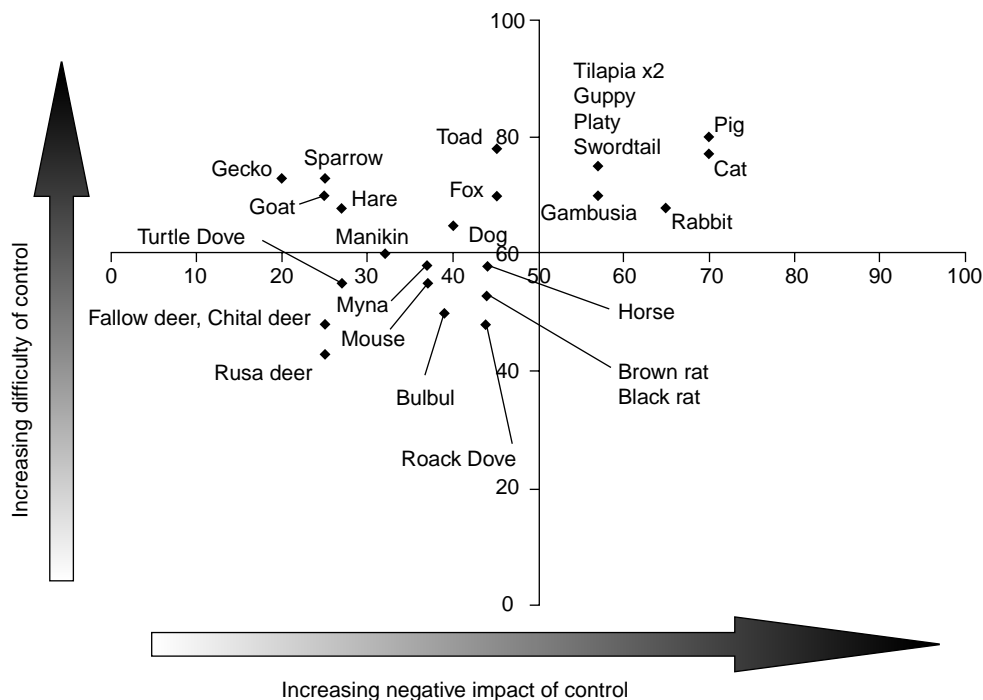 100
Tilapia x2
Guppy
Platy
Swordtail
Toad
80
Pig
Cat
Gecko
Sparrow
Goat
Hare
Fox
Gambusia
Rabbit
Turtle Dove
Manikin
Dog
60
0
10
20
30
40
50
60
70
80
90
100
Myna
Mouse
Horse
Fallow deer, Chital deer
Rusa deer
40
Bulbul
Brown rat
Black rat
Roack Dove
20
0
Increasing difficulty of control
Increasing negative impact of control